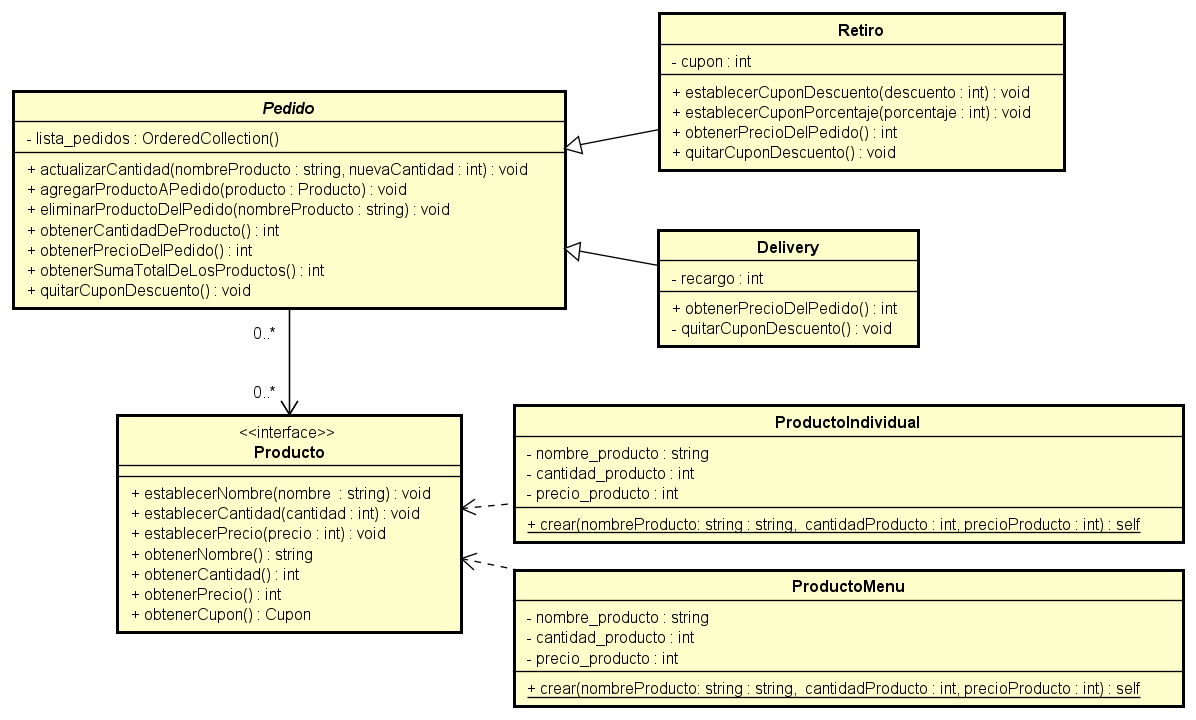 Retiro
- cupon : int
+ establecerCuponDescuento(descuento : int) : void
+ establecerCuponPorcentaje(porcentaje : int) : void
+ obtenerPrecioDelPedido() : int
+ quitarCuponDescuento() : void
Pedido
- lista_pedidos : OrderedCollection()
+ actualizarCantidad(nombreProducto : string, nuevaCantidad : int) : void
+ agregarProductoAPedido(producto : Producto) : void
+ eliminarProductoDelPedido(nombreProducto : string) : void
+ obtenerCantidadDeProducto() : int
+ obtenerPrecioDelPedido() : int
+ obtenerSumaTotalDeLosProductos() : int
+ quitarCuponDescuento() : void
Delivery
- recargo : int
+ obtenerPrecioDelPedido() : int
- quitarCuponDescuento() : void
0..*
0..*
<<interface>>
Producto
+ establecerNombre(nombre : string) : void
+ establecerCantidad(cantidad : int) : void
+ establecerPrecio(precio : int) : void
+ obtenerNombre() : string
+ obtenerCantidad() : int
+ obtenerPrecio() : int
+ obtenerCupon() : Cupon
ProductoIndividual
- nombre_producto : string
- cantidad_producto : int
- precio_producto : int
+ crear(nombreProducto: string : string, cantidadProducto : int, precioProducto : int) : self
ProductoMenu
- nombre_producto : string
- cantidad_producto : int
- precio_producto : int
+ crear(nombreProducto: string : string, cantidadProducto : int, precioProducto : int) : self